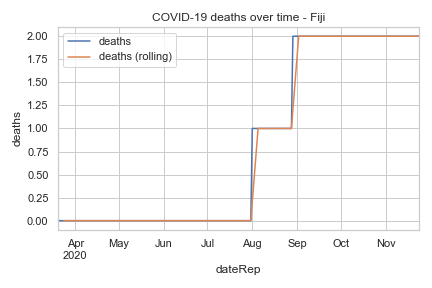 COVID-19 deaths over time - Fiji
deaths
deaths (rolling)
2.00
1.75
1.50
1.25
1.00
0.75
0.50
0.25
0.00
deaths
Apr May Jun Jul Aug Sep Oct Nov
2020
dateRep